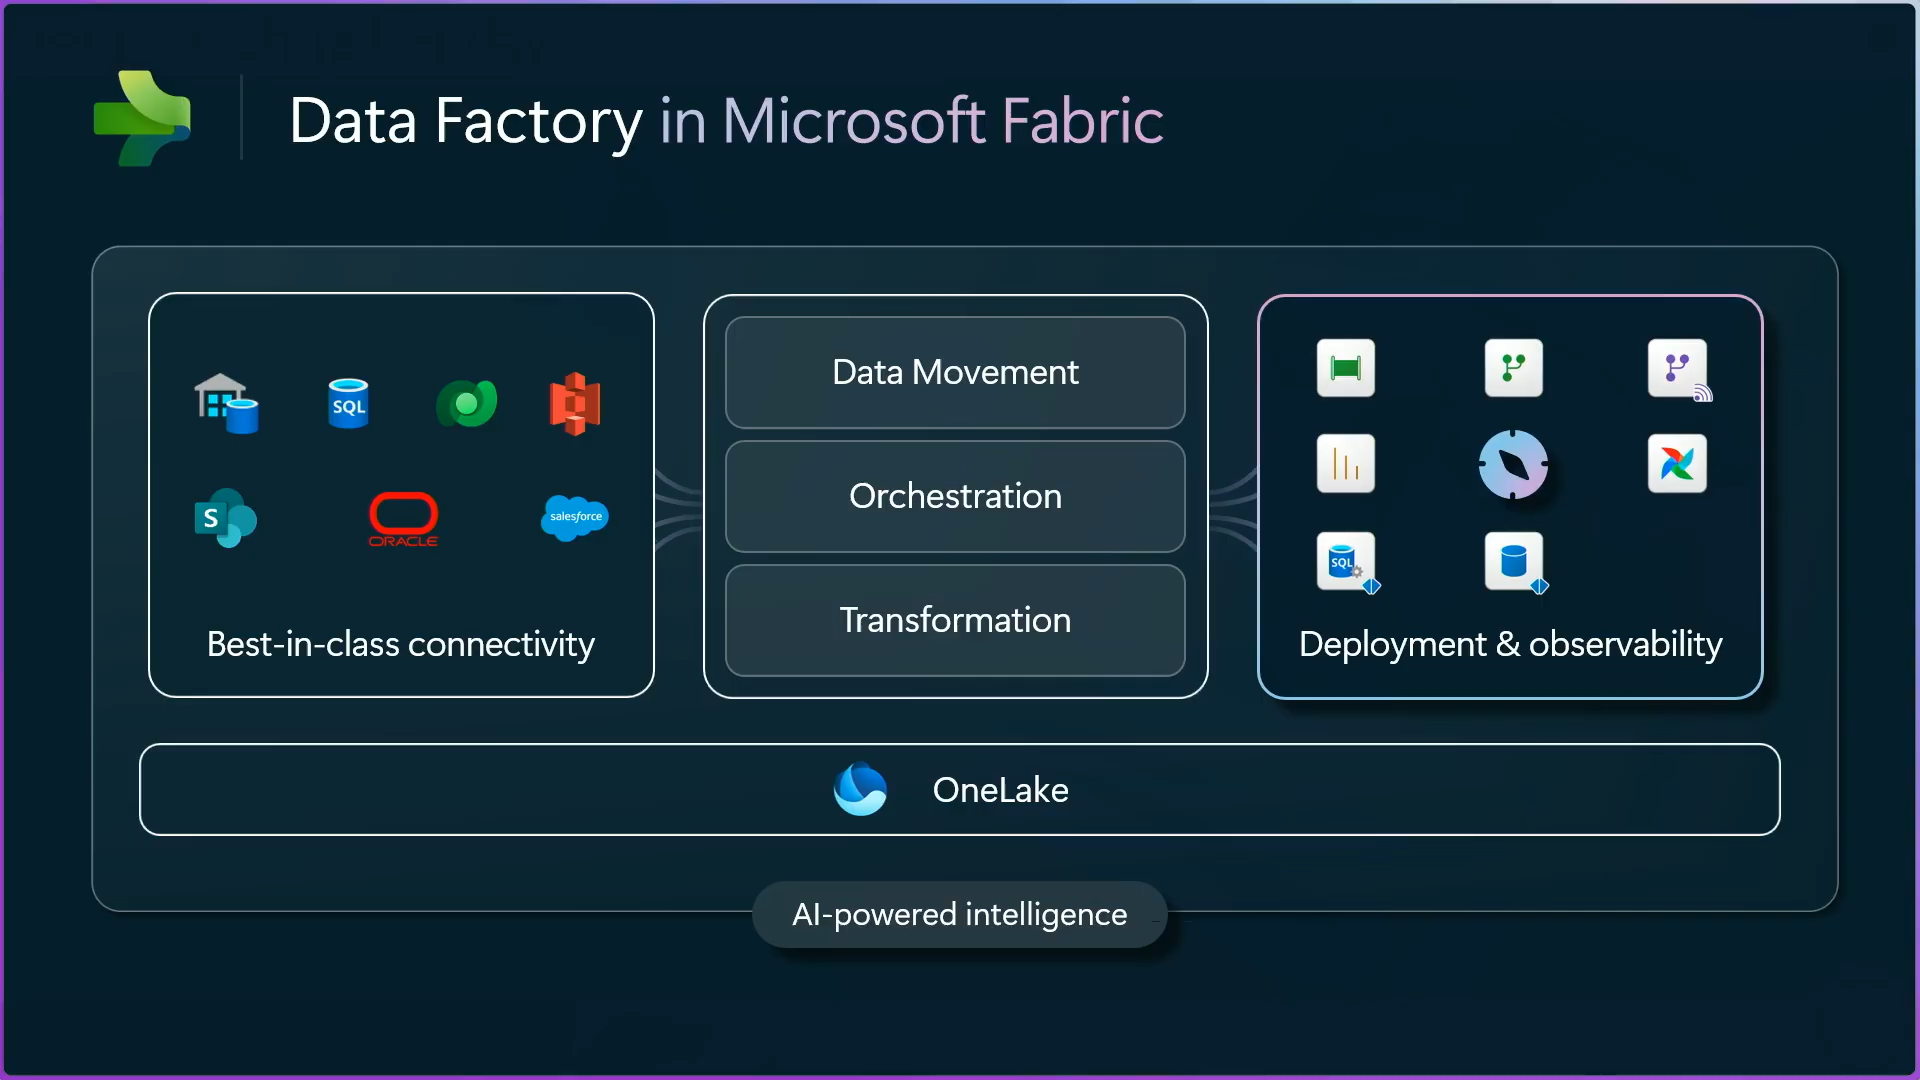 Data Factory in Microsoft Fabric
SQL
S
ORACLE
salesforce
Best-in-class connectivity
Data Movement
Orchestration
Transformation
SQL
Deployment & observability
OneLake
AI-powered intelligence